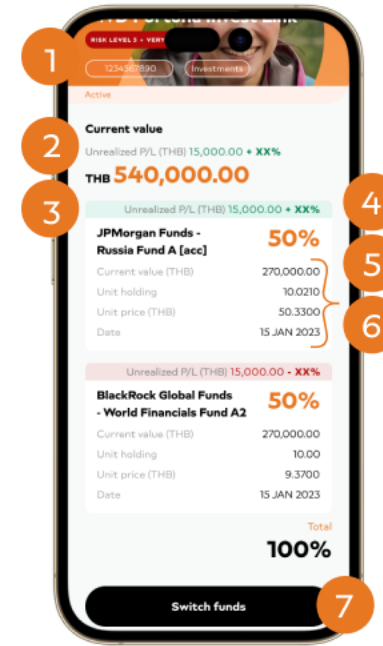 Fortuna Invest Link
RISK LEVEL 5 • VERY
1
1234567890
Investments
Active
Current value
2
Unrealized P/L (THB) 15,000.00 + XX%
THB 540,000.00
3
Unrealized P/L (THB) 15,000.00 + XX%
4
JPMorgan Funds -
Russia Fund A [acc]
50%
5
Current value (THB) 270,000.00
Unit holding 10.0210
6
Unit price (THB) 50.3300
Date 15 JAN 2023
Unrealized P/L (THB) 15,000.00 - XX%
BlackRock Global Funds
- World Financials Fund A2
50%
Current value (THB) 270,000.00
Unit holding 10.00
Unit price (THB) 9.3700
Date 15 JAN 2023
Total
100%
Switch funds
7